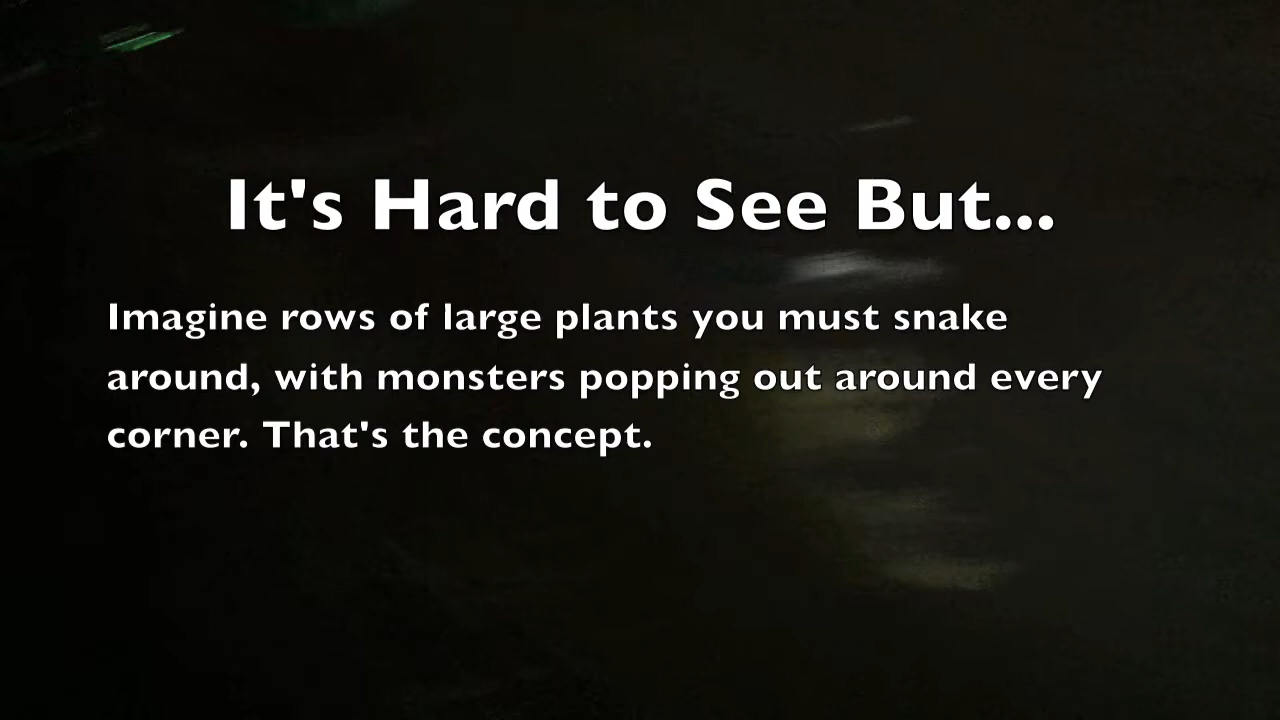 It's Hard to See But...
Imagine rows of large plants you must snake
around, with monsters popping out around every
corner. That's the concept.